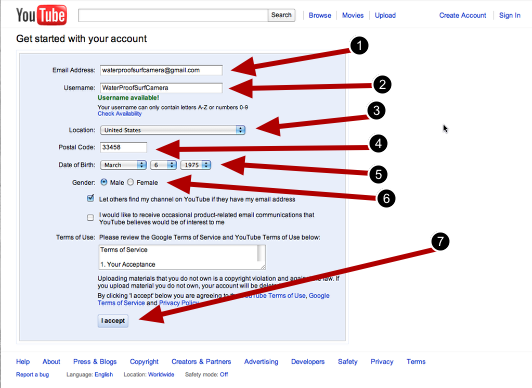 YouTube Search Browse Movies Upload Create Account Sign In
Get started with your account
1
Email Address: waterproofsurfcamera@gmail.com
2
Username: WaterProofSurfCamera
Username available!
Your username can only contain letters A-Z or numbers 0-9
Check Availability
3
Location: United States
4
Postal Code: 33458
5
Date of Birth: March 6 1975
6
Gender: Male Female
Let others find my channel on YouTube if they have my email address
I would like to receive occasional product-related email communications that
YouTube believes would be of interest to me
7
Terms of Use: Please review the Google Terms of Service and YouTube Terms of Use below:
Terms of Service
1. Your Acceptance
Uploading materials that you do not own is a copyright violation and against the law. If
you upload material you do not own, your account will be deleted.
By clicking 'I accept' below you are agreeing to the YouTube Terms of Use, Google
Terms of Service and Privacy Policy.
I accept
Help About Press & Blogs Copyright Creators & Partners Advertising Developers Safety Privacy Terms
Report a bug Language: English Location: Worldwide Safety mode: Off